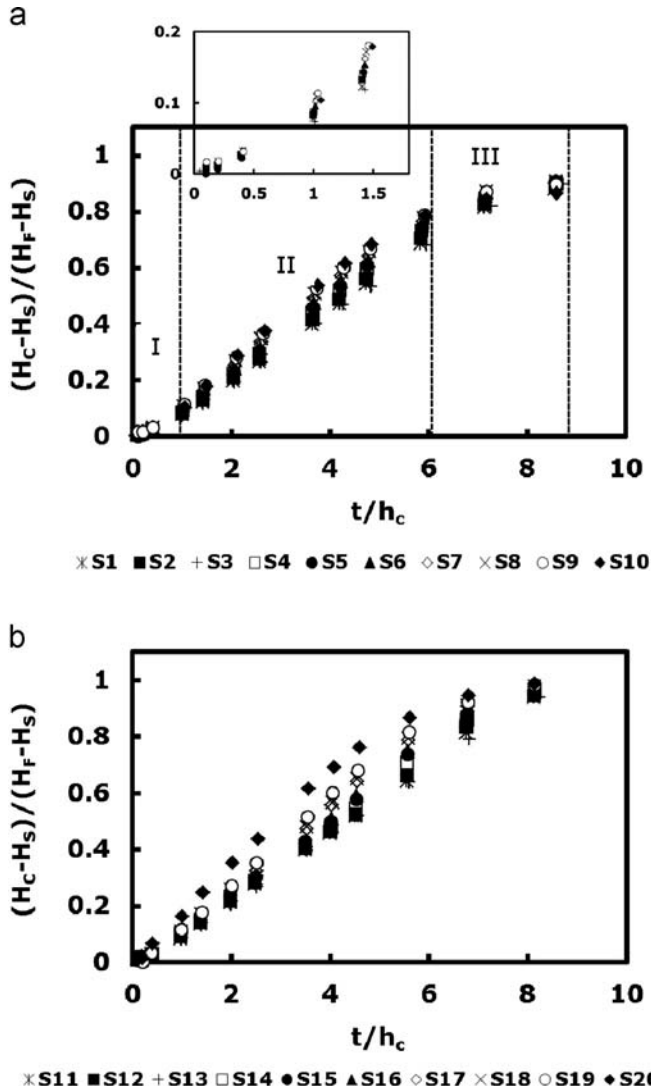 a
0.2
0.1
0
0 0.5 1 1.5
1
0.8
0.6
0.4
0.2
0
I
II
III
(H_C-H_S)/(H_F-H_S)
0 2 4 6 8 10
t/h_c
S1 S2 S3 S4 S5 S6 S7 S8 S9 S10
b
1
0.8
0.6
0.4
0.2
0
(H_C-H_S)/(H_F-H_S)
0 2 4 6 8 10
t/h_c
S11 S12 S13 S14 S15 S16 S17 S18 S19 S20